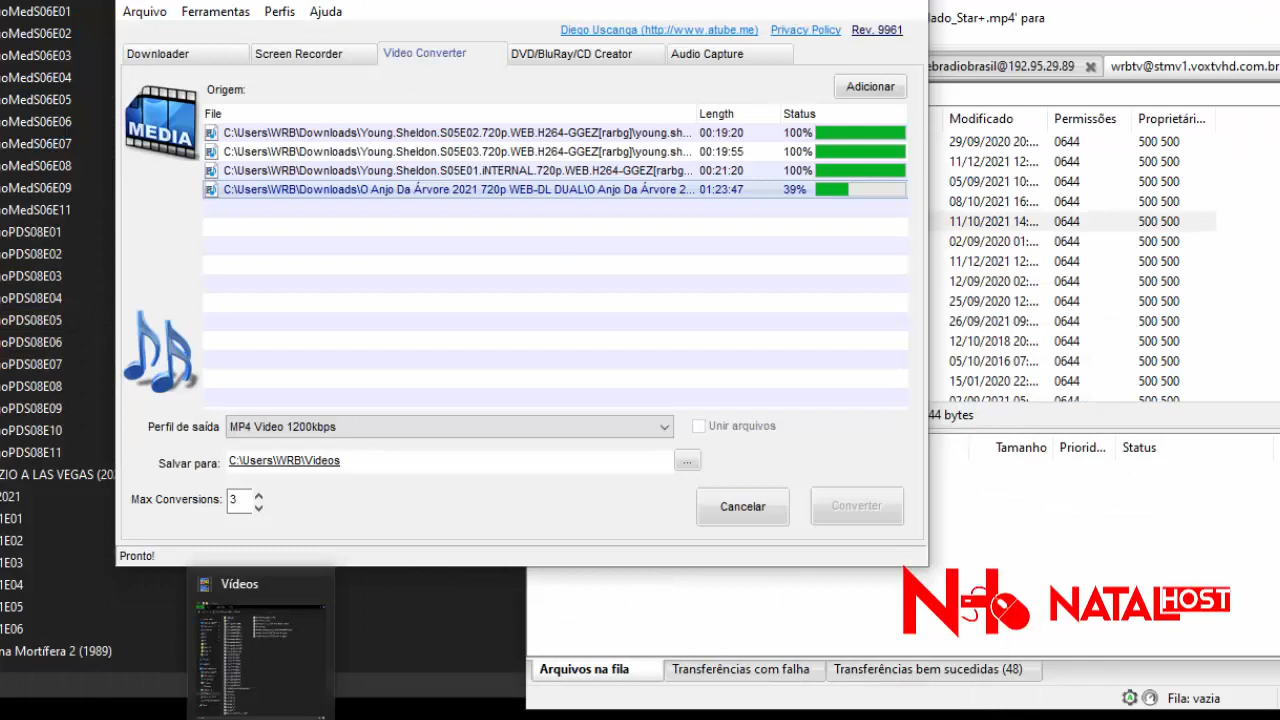 oMedS06E01
oMedS06E02
oMedS06E03
oMedS06E04
oMedS06E05
oMedS06E06
oMedS06E07
oMedS06E08
oMedS06E09
oMedS06E11
oPDS08E01
oPDS08E02
oPDS08E03
oPDS08E04
oPDS08E05
oPDS08E06
oPDS08E07
oPDS08E08
oPDS08E09
oPDS08E10
oPDS08E11
ZIO A LAS VEGAS (20
2021
1E01
E02
E03
E04
E05
E06
na Mortífera 2 (1989)
Arquivo Ferramentas Perfis Ajuda
Diego Uscanga (http://www.atube.me) Privacy Policy Rev. 9961
Downloader Screen Recorder Video Converter DVD/BluRay/CD Creator Audio Capture
MEDIA
Origem: Adicionar
File Length Status
C:\Users\WRB\Downloads\Young.Sheldon.S05E02.720p.WEB.H264-GGEZ[rarbg]\young.sh... 00:19:20 100%
C:\Users\WRB\Downloads\Young.Sheldon.S05E03.720p.WEB.H264-GGEZ[rarbg]\young.sh... 00:19:55 100%
C:\Users\WRB\Downloads\Young.Sheldon.S05E01.iNTERNAL.720p.WEB.H264-GGEZ[rarbg... 00:21:20 100%
C:\Users\WRB\Downloads\O Anjo Da Árvore 2021 720p WEB-DL DUAL\O Anjo Da Árvore 2... 01:23:47 39%
Perfil de saída MP4 Video 1200kbps Unir arquivos
Salvar para: C:\Users\WRB\Videos ...
Max Conversions: 3
Cancelar Converter
Pronto!
Vídeos
lado_Star+.mp4' para
ebradiobrasil@192.95.29.89 wrbtv@stmv1.voxtvhd.com.br
Modificado Permissões Proprietári...
29/09/2020 20:... 0644 500 500
11/12/2021 12:... 0644 500 500
05/09/2021 10:... 0644 500 500
08/10/2021 16:... 0644 500 500
11/10/2021 14:... 0644 500 500
02/09/2020 01:... 0644 500 500
11/12/2021 12:... 0644 500 500
12/09/2020 02:... 0644 500 500
25/09/2020 12:... 0644 500 500
26/09/2021 09:... 0644 500 500
12/10/2018 20:... 0644 500 500
05/10/2016 07:... 0644 500 500
15/01/2020 22:... 0644 500 500
02/09/2021 05:... 0644 500 500
44 bytes
Tamanho Priorid... Status
NATALHOST
Arquivos na fila ransferências com falha Transferências bem sucedidas (48)
Fila: vazia